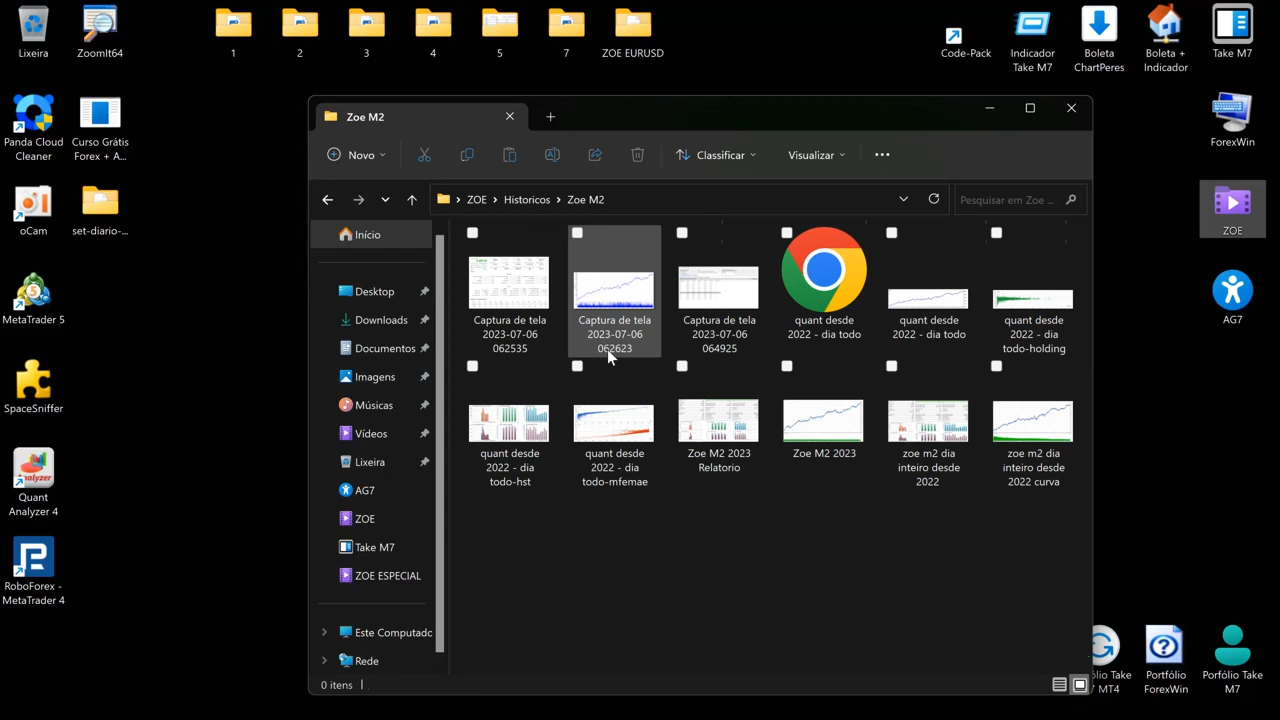 Lixeira
ZoomIt64
1
2
3
4
5
7
ZOE EURUSD
Code-Pack
Indicador
Take M7
Boleta
ChartPeres
Boleta +
Indicador
Take M7
Panda Cloud
Cleaner
Curso Grátis
Forex + A...
oCam
set-diario-...
MetaTrader 5
SpaceSniffer
Quant
Analyzer 4
RoboForex -
MetaTrader 4
ForexWin
ZOE
AG7
Zoe M2
Novo
Classificar
Visualizar
ZOE
Historicos
Zoe M2
Pesquisar em Zoe ...
Início
Desktop
Downloads
Documentos
Imagens
Músicas
Vídeos
Lixeira
AG7
ZOE
Take M7
ZOE ESPECIAL
Este Computado
Rede
Captura de tela
2023-07-06
062535
Captura de tela
2023-07-06
062623
Captura de tela
2023-07-06
064925
quant desde
2022 - dia todo
quant desde
2022 - dia
todo
quant desde
2022 - dia
todo-holding
quant desde
2022 - dia
todo-hst
quant desde
2022 - dia
todo-mfemae
Zoe M2 2023
Relatorio
Zoe M2 2023
zoe m2 dia
inteiro desde
2022
zoe m2 dia
inteiro desde
2022 curva
0 itens
ólio Take
MT4
Portfólio
ForexWin
Porfólio Take
M7